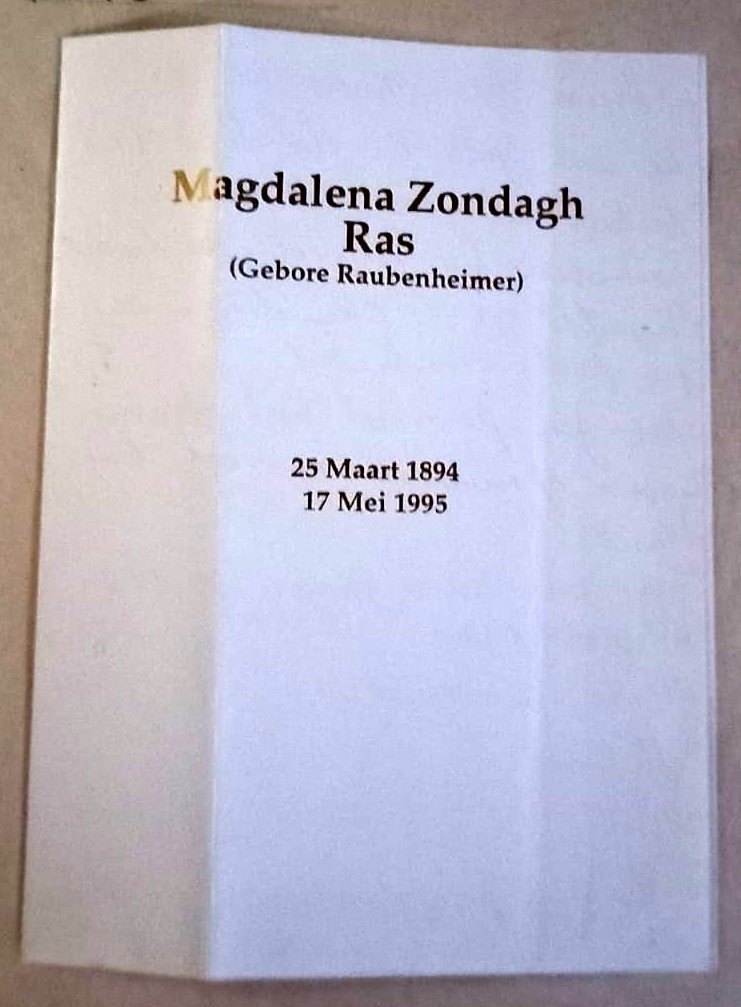 Magdalena Zondagh
Ras
(Gebore Raubenheimer)
25 Maart 1894
17 Mei 1995